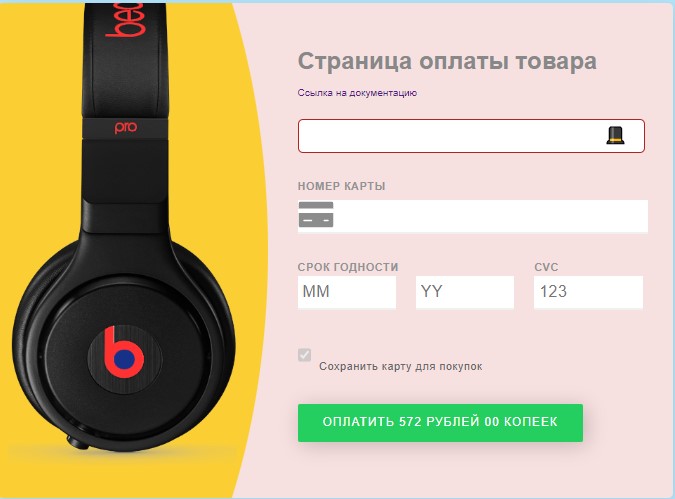 bea
pro
Страница оплаты товара
Ссылка на документацию
НОМЕР КАРТЫ
СРОК ГОДНОСТИ CVC
MM YY 123
Сохранить карту для покупок
ОПЛАТИТЬ 572 РУБЛЕЙ 00 КОПЕЕК
b